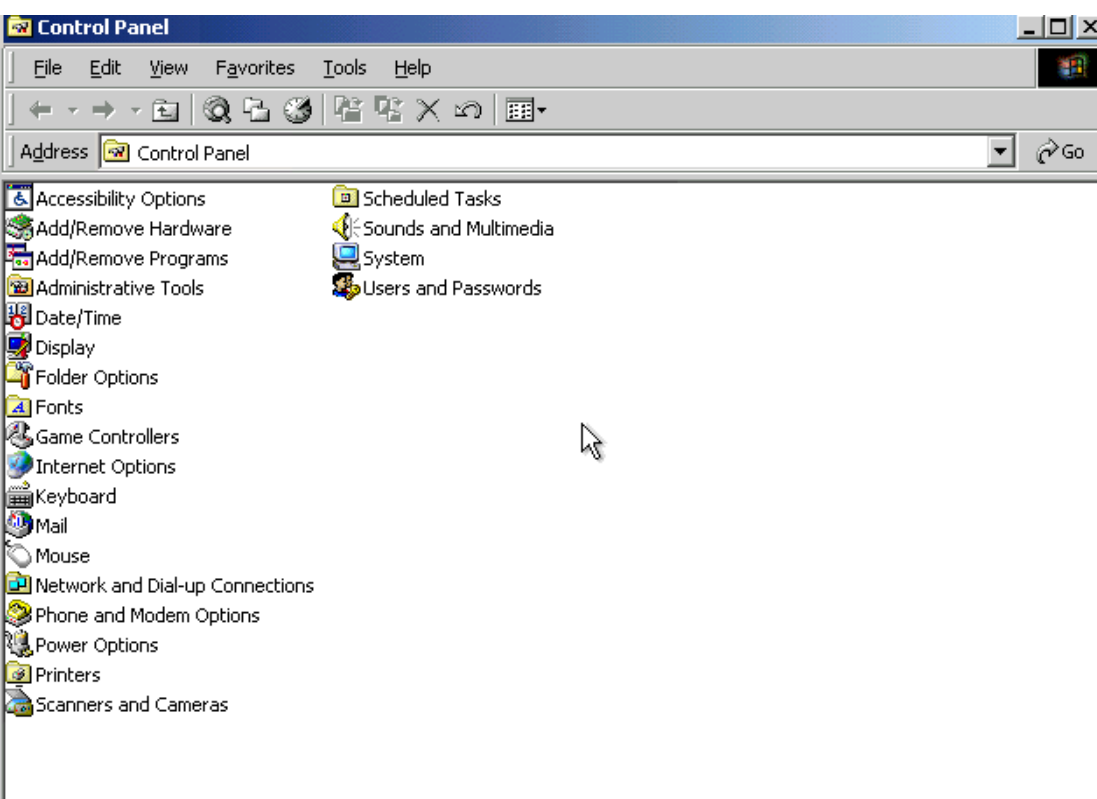 Control Panel
File Edit View Favorites Tools Help
Address Control Panel Go
Accessibility Options
Add/Remove Hardware
Add/Remove Programs
Administrative Tools
Date/Time
Display
Folder Options
Fonts
Game Controllers
Internet Options
Keyboard
Mail
Mouse
Network and Dial-up Connections
Phone and Modem Options
Power Options
Printers
Scanners and Cameras
Scheduled Tasks
Sounds and Multimedia
System
Users and Passwords